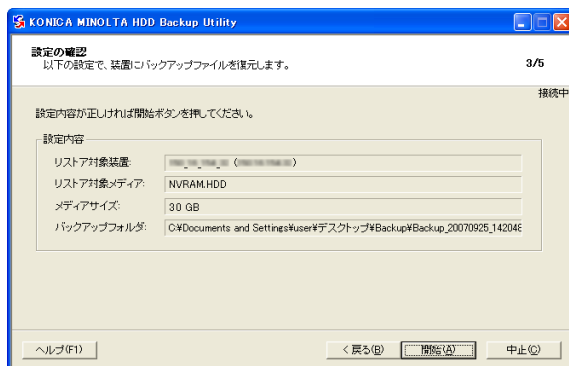 KONICA MINOLTA HDD Backup Utility
設定の確認
以下の設定で、装置にバックアップファイルを復元します。
3/5
接続中
設定内容が正しければ開始ボタンを押してください。
設定内容
リストア対象装置:
リストア対象メディア: NVRAM.HDD
メディアサイズ: 30 GB
バックアップフォルダ: C:¥Documents and Settings¥user¥デスクトップ¥Backup¥Backup_20070925_142048
ヘルプ(F1) < 戻る(B) 開始(A) 中止(C)